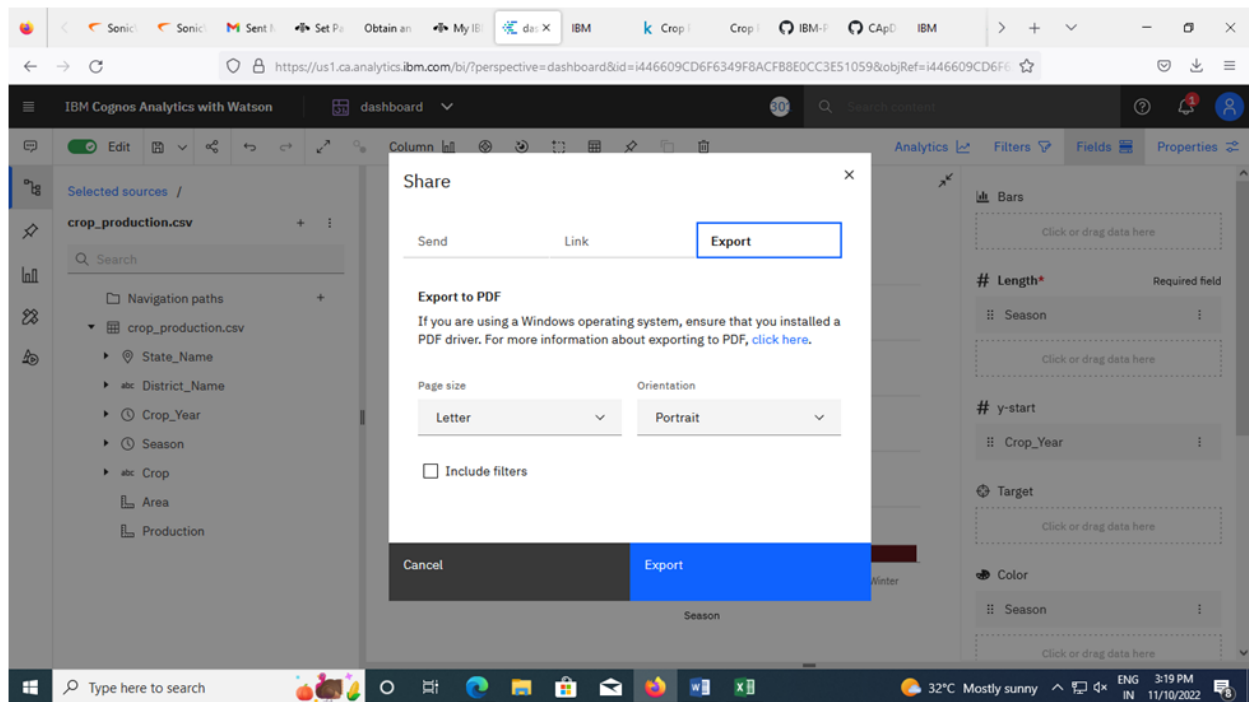 Sonic
Sonic
Sent
Set Pa
Obtain an
My IB
das
IBM
Crop
Crop
IBM-P
CApD
IBM
https://us1.ca.analytics.ibm.com/bi/?perspective=dashboard&id=i446609CD6F6349F8ACFB8E0CC3E51059&objRef=i446609CD6F6
IBM Cognos Analytics with Watson
dashboard
Search content
1
Edit
Column
Analytics
Filters
Fields
Properties
Selected sources /
crop_production.csv
Search
Navigation paths
crop_production.csv
State_Name
abc District_Name
Crop_Year
Season
abc Crop
Area
Production
Share
Send
Link
Export
Export to PDF
If you are using a Windows operating system, ensure that you installed a
PDF driver. For more information about exporting to PDF, click here.
Page size
Orientation
Letter
Portrait
Include filters
Cancel
Export
Winter
Season
Bars
Click or drag data here
# Length*
Required field
Season
Click or drag data here
# y-start
Crop_Year
Target
Click or drag data here
Color
Season
Click or drag data here
Type here to search
32°C Mostly sunny
ENG
IN
3:19 PM
11/10/2022